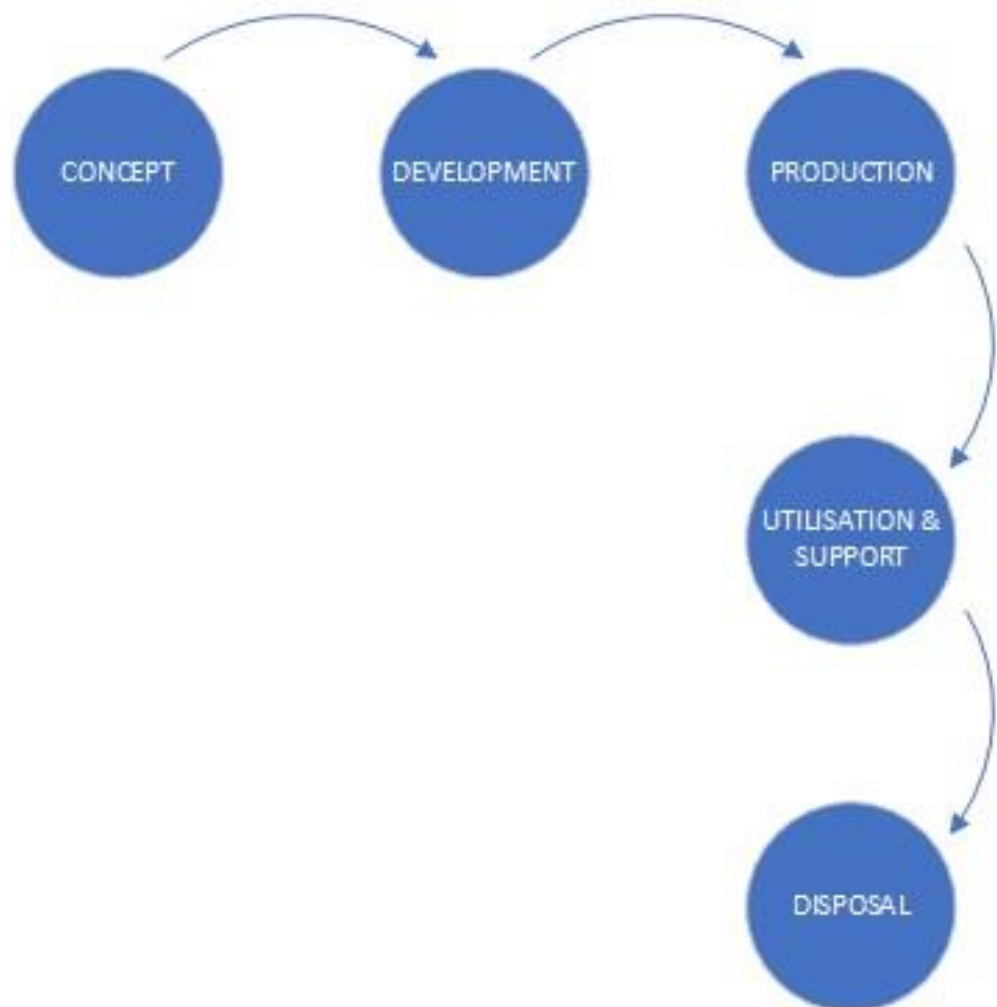 CONCEPT
DEVELOPMENT
PRODUCTION
UTILISATION &
SUPPORT
DISPOSAL